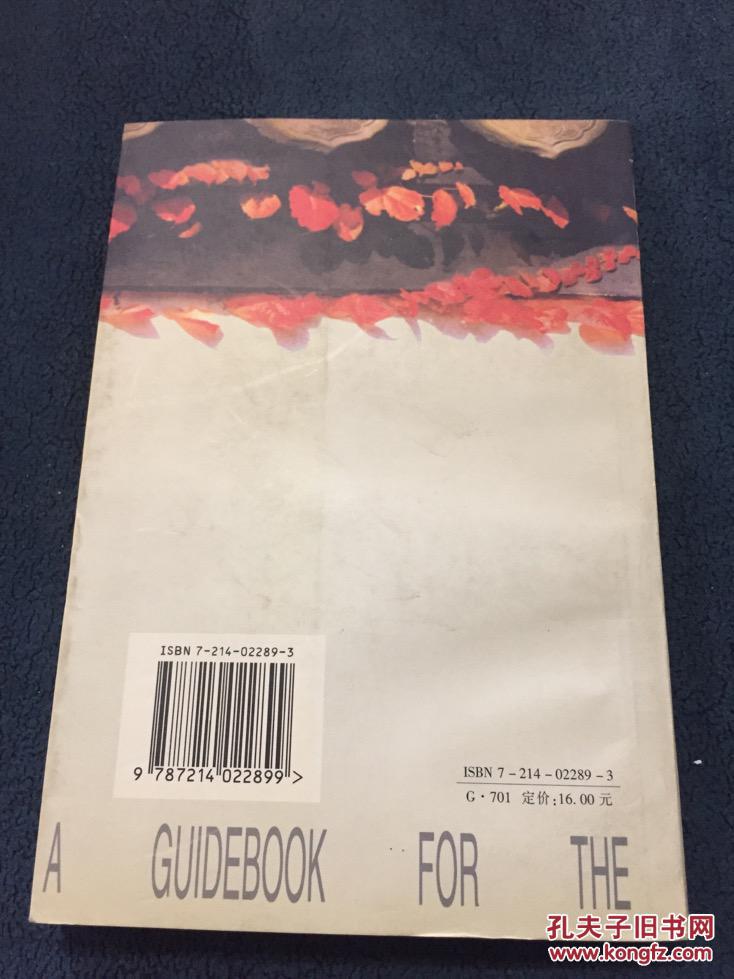 ISBN 7-214-02289-3
9 787214 022899 >
ISBN 7-214-02289-3
G·701 定价:16.00元
A GUIDEBOOK FOR THE
孔夫子旧书网
www.kongfz.com